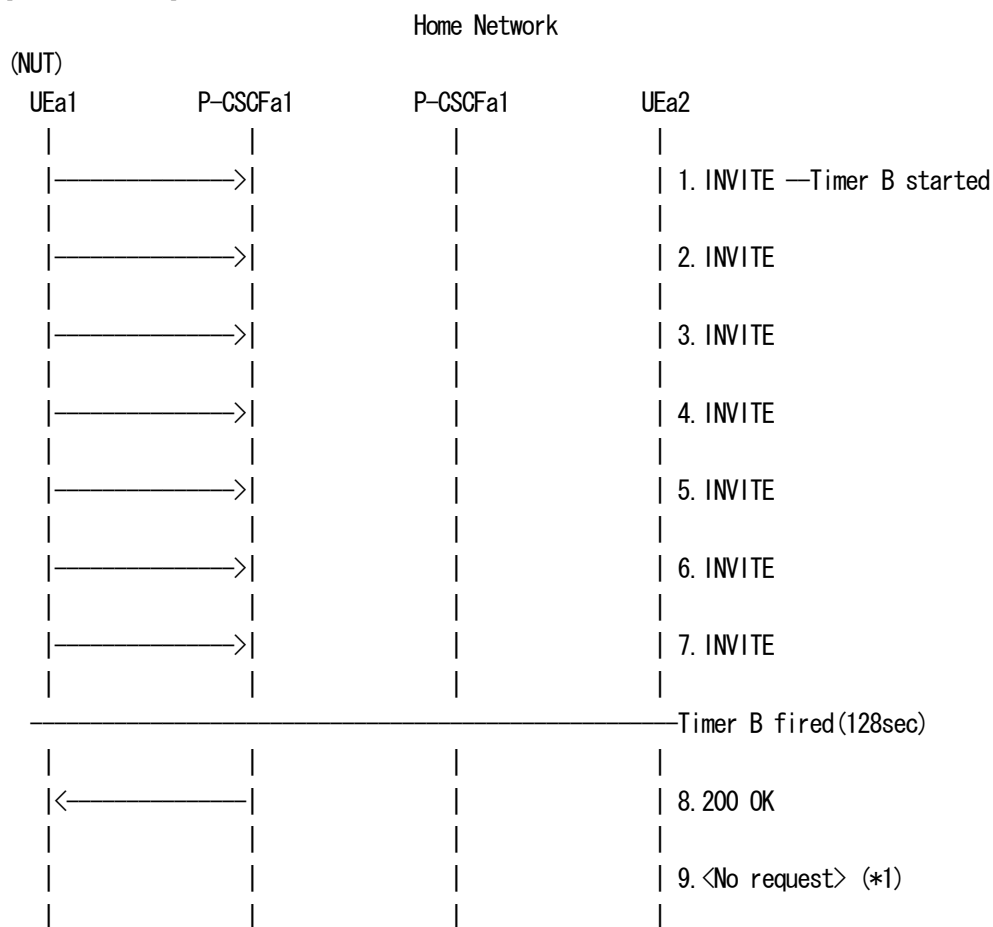 Home Network
(NUT)
UEa1 P-CSCFa1 P-CSCFa1 UEa2
1. INVITE --Timer B started
2. INVITE
3. INVITE
4. INVITE
5. INVITE
6. INVITE
7. INVITE
Timer B fired(128sec)
8. 200 OK
9. <No request> (*1)